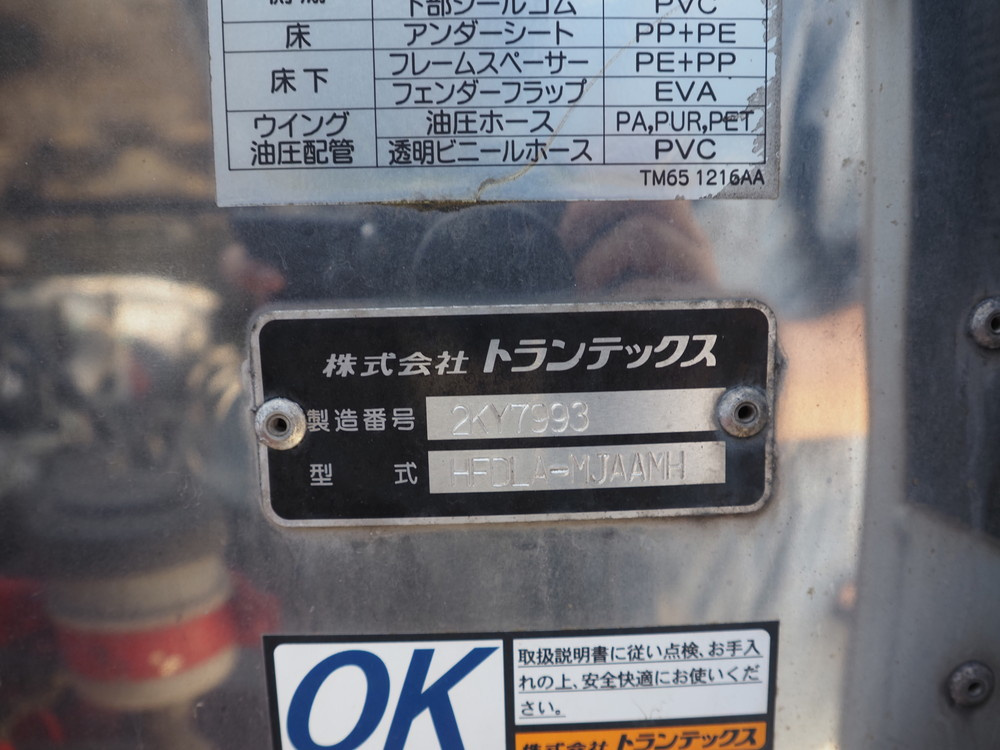 下部シールゴム PVC
床 アンダーシート PP+PE
床下 フレームスペーサー PE+PP
フェンダーフラップ EVA
ウイング 油圧ホース PA,PUR,PET
油圧配管 透明ビニールホース PVC
TM65 1216AA
株式会社 トランテックス
製造番号 2KY7993
型式 HFDLA-MJAAMH
OK
取扱説明書に従い点検、お手入
れの上、安全快適にお使いくだ
さい。
株式会社 トランテックス